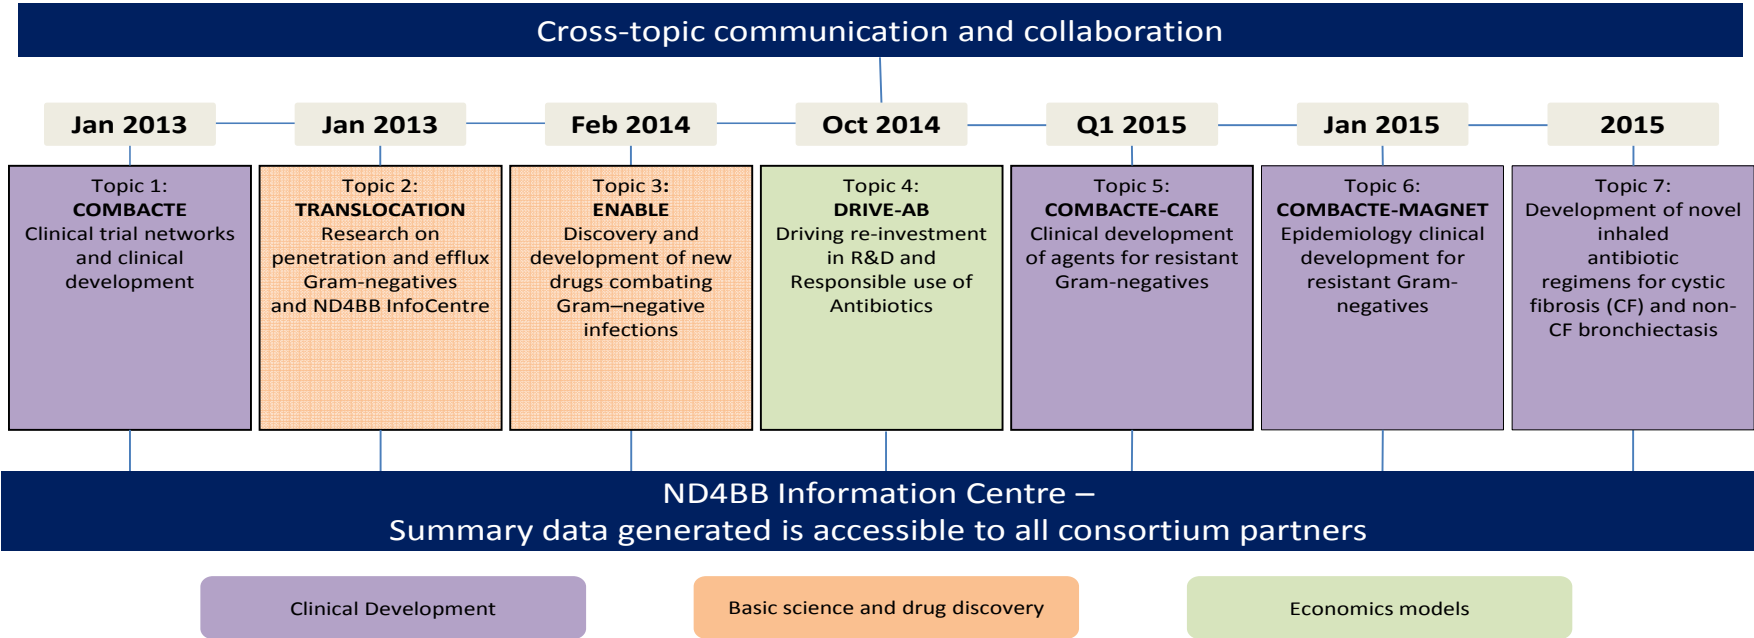 Cross-topic communication and collaboration
Jan 2013
Jan 2013
Feb 2014
Oct 2014
Q1 2015
Jan 2015
2015
Topic 1:
COMBACTE
Clinical trial networks
and clinical
development
Topic 2:
TRANSLOCATION
Research on
penetration and efflux
Gram-negatives
and ND4BB InfoCentre
Topic 3:
ENABLE
Discovery and
development of new
drugs combating
Gram–negative
infections
Topic 4:
DRIVE-AB
Driving re-investment
in R&D and
Responsible use of
Antibiotics
Topic 5:
COMBACTE-CARE
Clinical development
of agents for resistant
Gram-negatives
Topic 6:
COMBACTE-MAGNET
Epidemiology clinical
development for
resistant Gram-
negatives
Topic 7:
Development of novel
inhaled
antibiotic
regimens for cystic
fibrosis (CF) and non-
CF bronchiectasis
ND4BB Information Centre –
Summary data generated is accessible to all consortium partners
Clinical Development
Basic science and drug discovery
Economics models